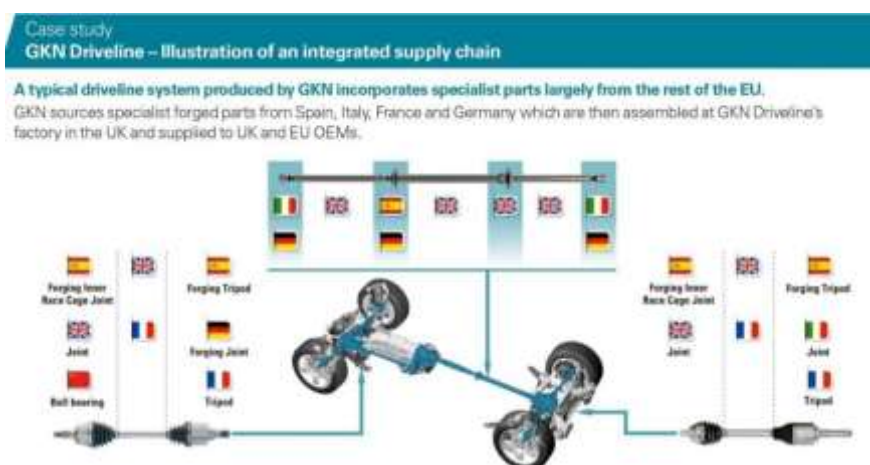 Case study
GKN Driveline – Illustration of an integrated supply chain
A typical driveline system produced by GKN incorporates specialist parts largely from the rest of the EU.
GKN sources specialist forged parts from Spain, Italy, France and Germany which are then assembled at GKN Driveline's
factory in the UK and supplied to UK and EU OEMs.
Forging Inner
Race Cage Joint
Forging Tripod
Joint
Forging Joint
Ball bearing
Tripod
Forging Inner
Race Cage Joint
Forging Tripod
Joint
Joint
Tripod